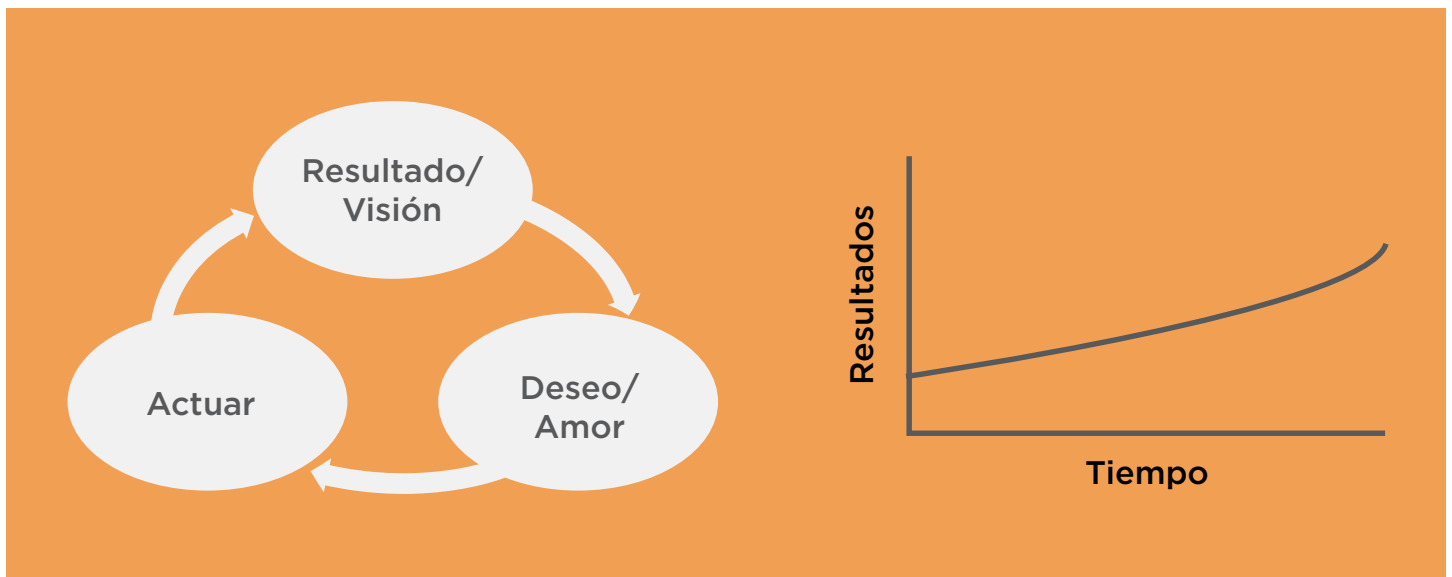 Resultado/
Visión
Deseo/
Amor
Actuar
Resultados
Tiempo